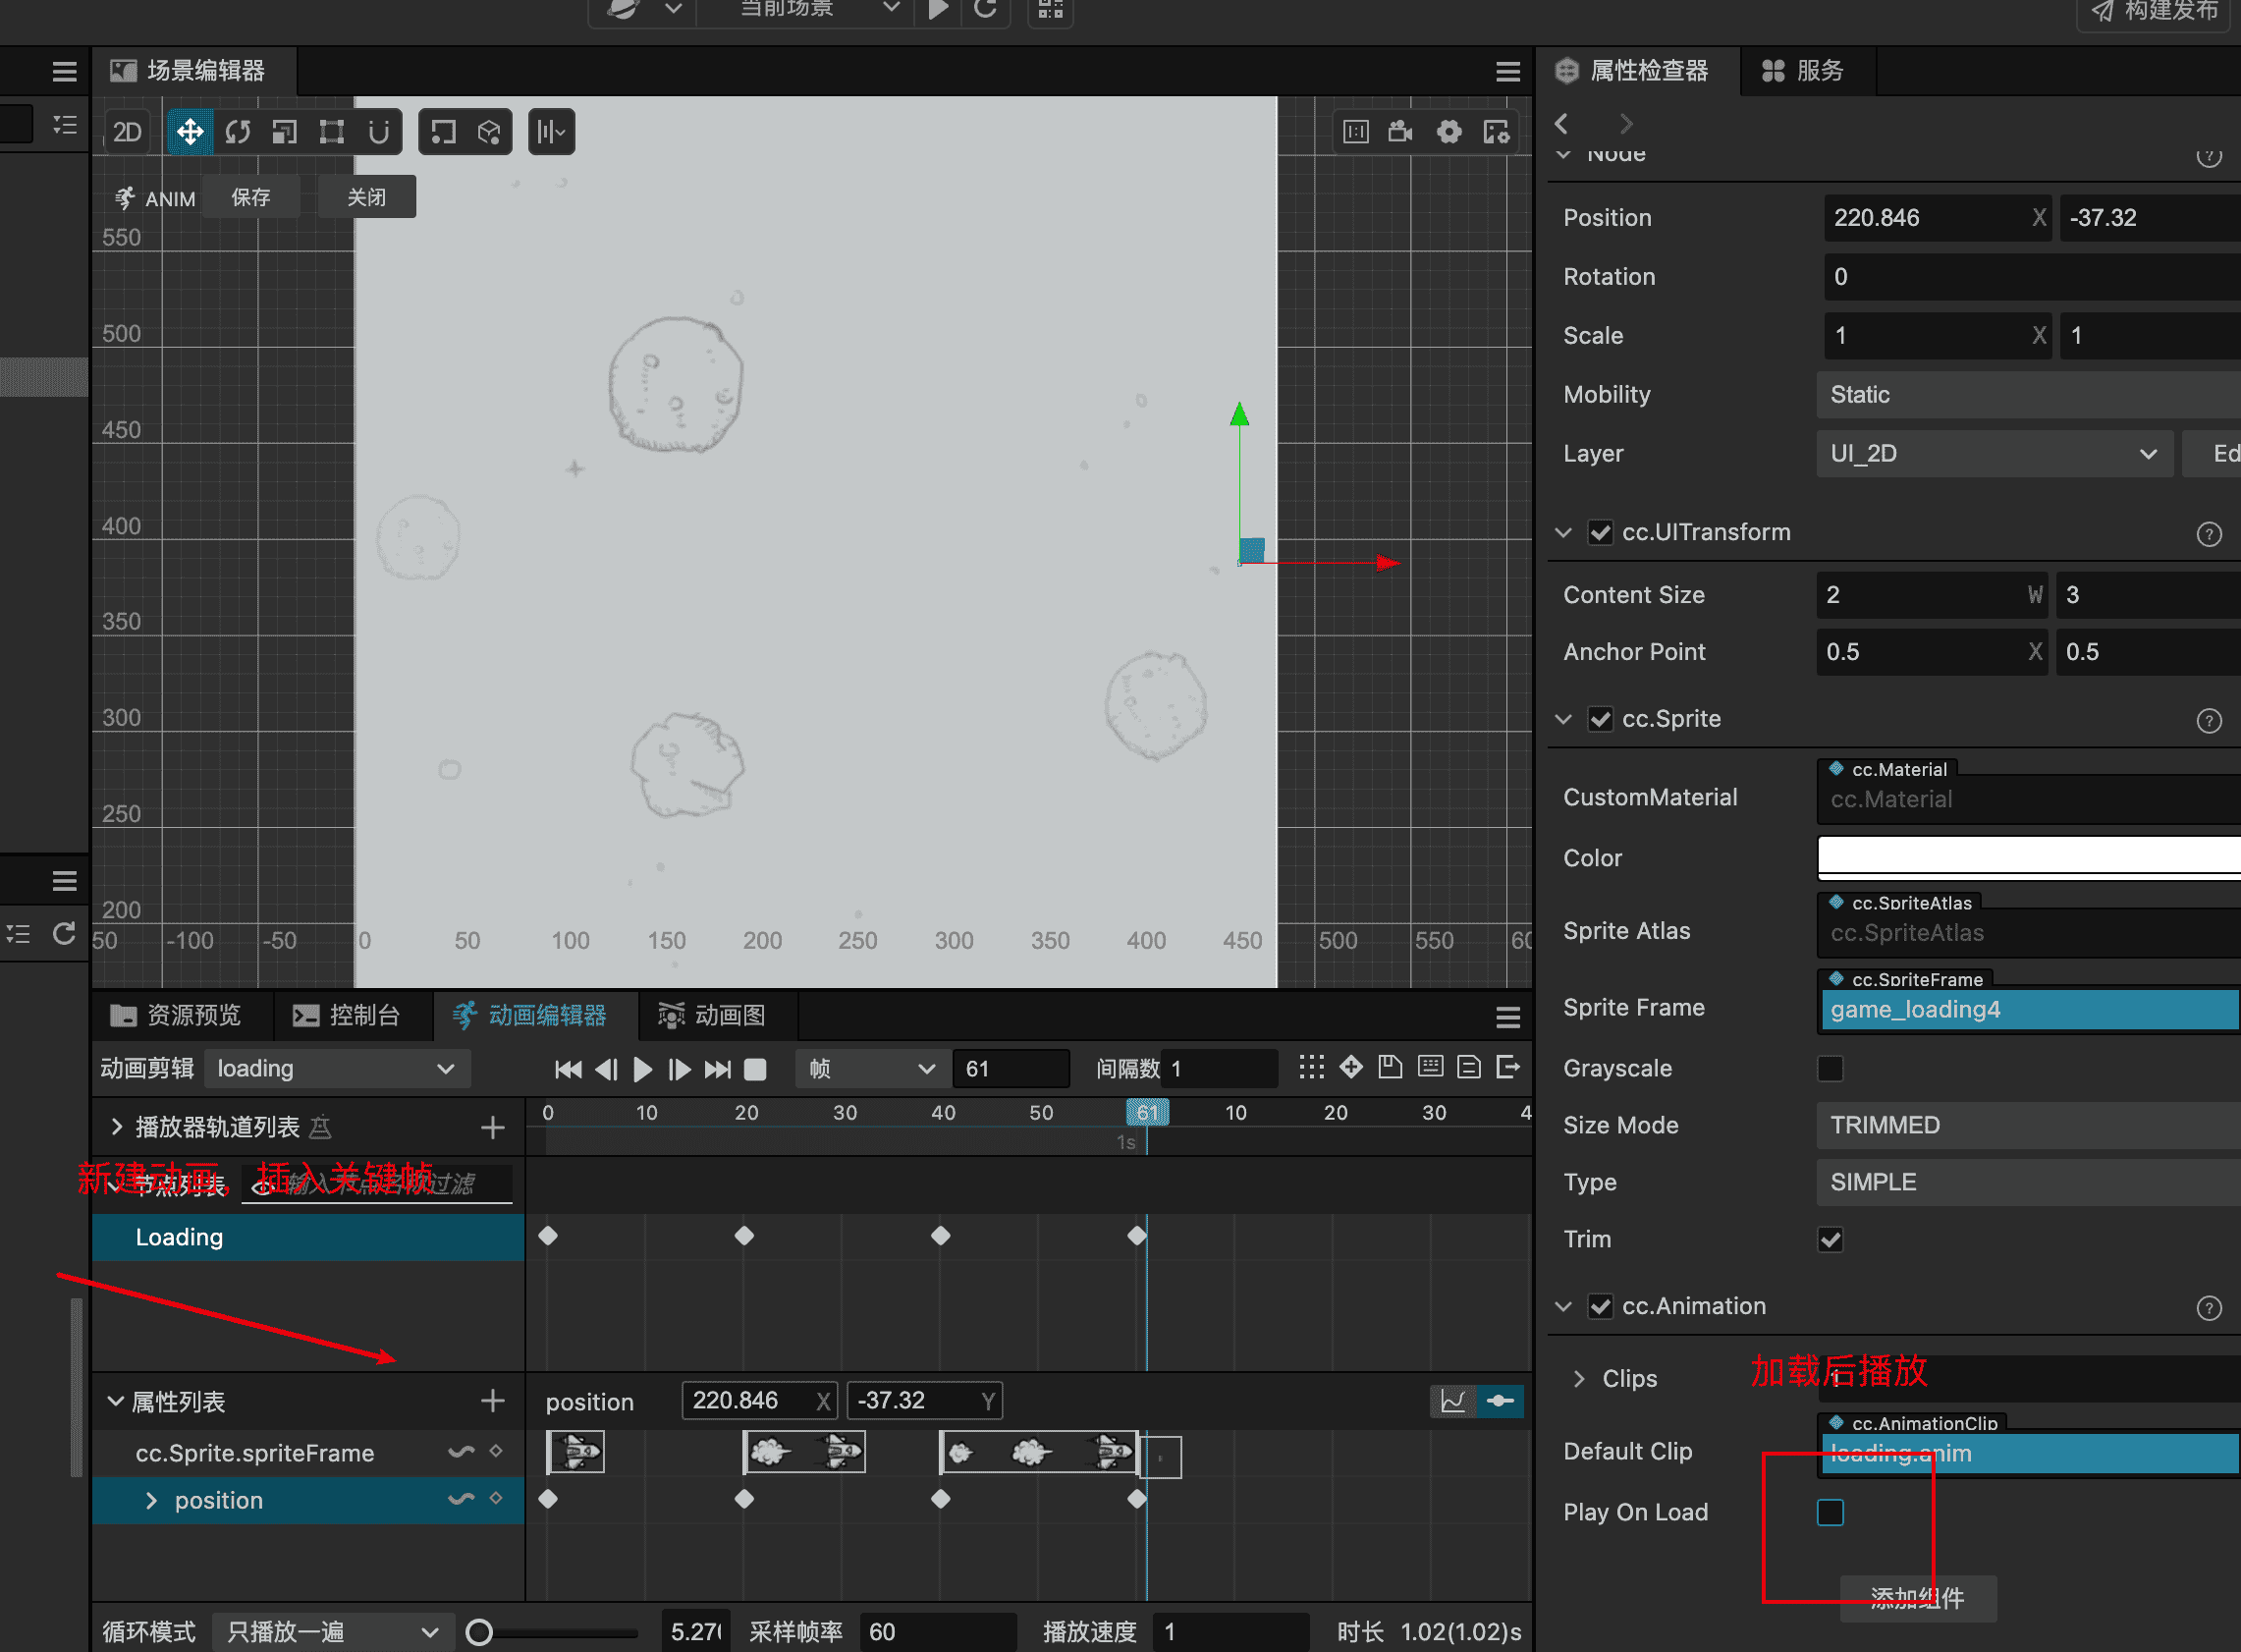 当前场景
构建发布
场景编辑器
属性检查器
服务
2D
Node
ANIM
保存
关闭
Position
220.846 X
-37.32
Rotation
0
Scale
1 X
1
Mobility
Static
Layer
UI_2D
Ed
cc.UITransform
Content Size
2 W
3
Anchor Point
0.5 X
0.5
cc.Sprite
CustomMaterial
cc.Material
cc.Material
Color
Sprite Atlas
cc.SpriteAtlas
cc.SpriteAtlas
Sprite Frame
cc.SpriteFrame
game_loading4
Grayscale
Size Mode
TRIMMED
Type
SIMPLE
Trim
cc.Animation
Clips
1
加载后播放
Default Clip
cc.AnimationClip
loading.anim
Play On Load
添加组件
550
500
450
400
350
300
250
200
50 -100 -50 0 50 100 150 200 250 300 350 400 450 500 550 60
资源预览
控制台
动画编辑器
动画图
动画剪辑
loading
帧
61
间隔数
1
播放器轨道列表
0 10 20 30 40 50 61 10 20 30 4
1s
新建动画，插入关键帧
节点列表
输入节点名称过滤
Loading
属性列表
position
220.846 X
-37.32 Y
cc.Sprite.spriteFrame
position
循环模式
只播放一遍
5.270
采样帧率
60
播放速度
1
时长 1.02(1.02)s